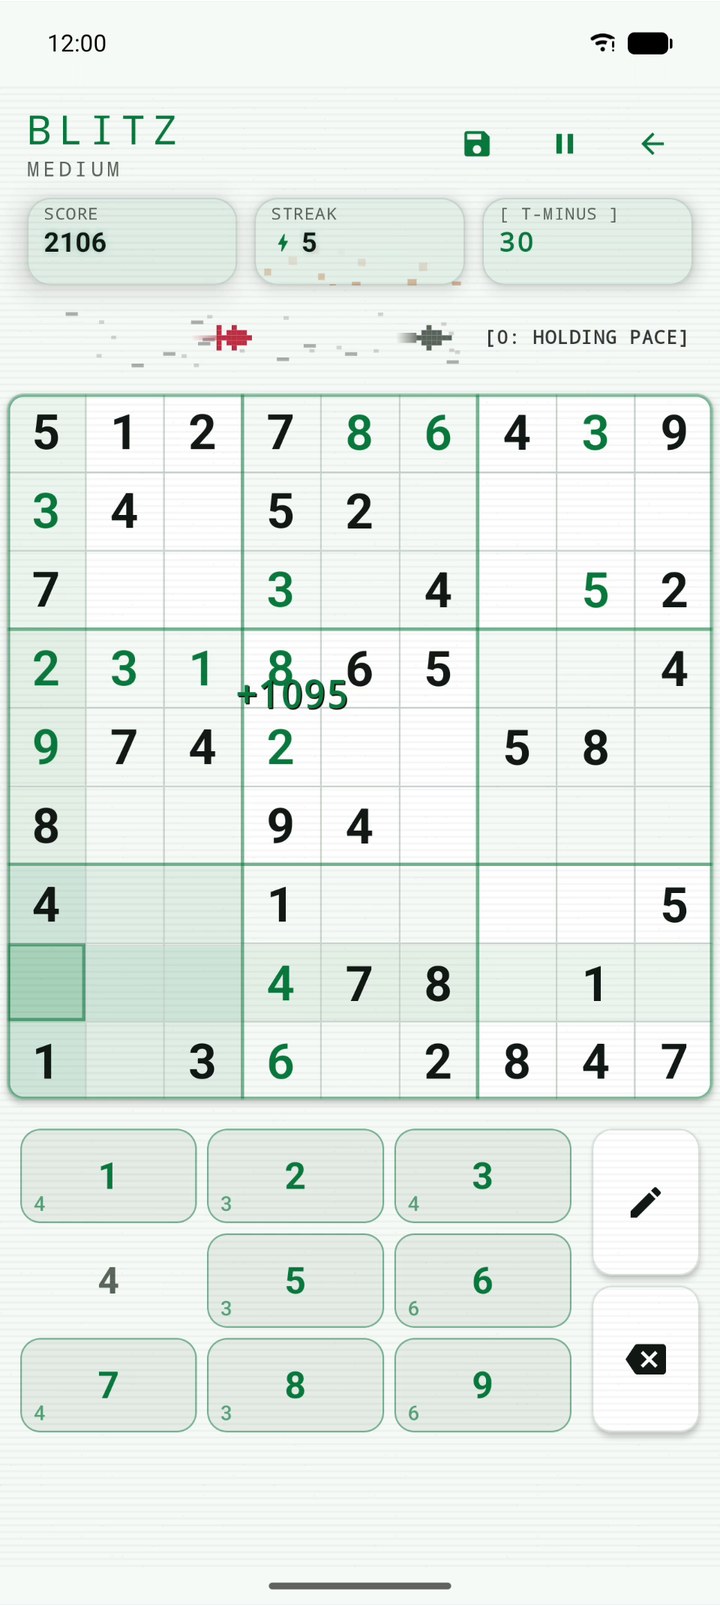 12:00
BLITZ
MEDIUM
SCORE
2106
STREAK
5
[ T-MINUS ]
30
[O: HOLDING PACE]
5 1 2 7 8 6 4 3 9
3 4 5 2
7 3 4 5 2
2 3 1 8 6 5 4
+1095
9 7 4 2 5 8
8 9 4
4 1 5
4 7 8 1
1 3 6 2 8 4 7
1 2 3
4 3 4
4 5 6
3 6
7 8 9
4 3 6